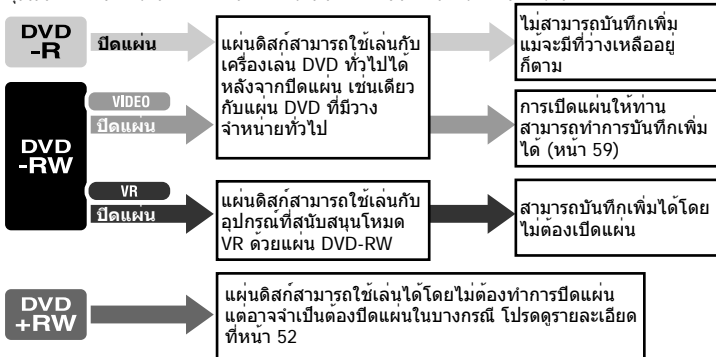 DVD
-R
ปิดแผ่น
แผ่นดิสก์สามารถใช้เล่นกับ
เครื่องเล่น DVD ทั่วไปได้
หลังจากปิดแผ่น เช่นเดียว
กับแผ่น DVD ที่มีวาง
จำหน่ายทั่วไป
ไม่สามารถบันทึกเพิ่ม
แม้จะมีที่ว่างเหลืออยู่
ก็ตาม
DVD
-RW
VIDEO
ปิดแผ่น
การเปิดแผ่นให้ท่าน
สามารถทำการบันทึกเพิ่ม
ได้ (หน้า 59)
VR
ปิดแผ่น
แผ่นดิสก์สามารถใช้เล่นกับ
อุปกรณ์ที่สนับสนุนโหมด
VR ด้วยแผ่น DVD-RW
สามารถบันทึกเพิ่มได้โดย
ไม่ต้องเปิดแผ่น
DVD
+RW
แผ่นดิสก์สามารถใช้เล่นได้โดยไม่ต้องทำการปิดแผ่น
แต่อาจจำเป็นต้องปิดแผ่นในบางกรณี โปรดดูรายละเอียด
ที่หน้า 52